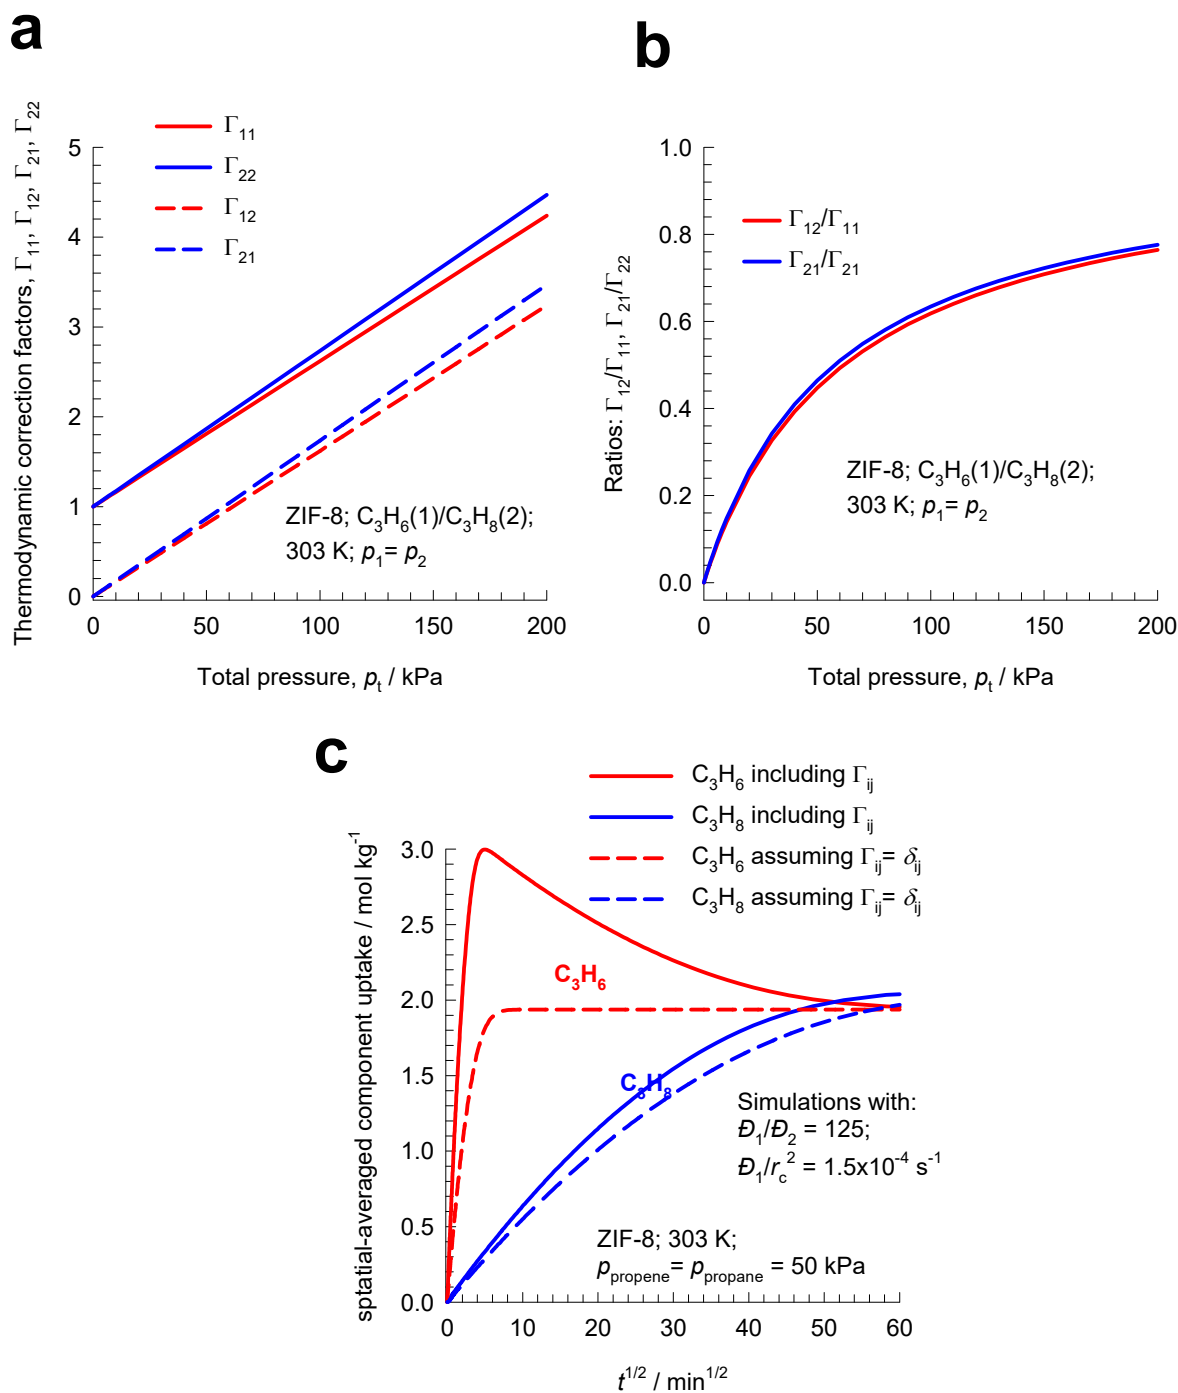 a
Thermodynamic correction factors, Γ11, Γ12, Γ21, Γ22
Γ11
Γ22
Γ12
Γ21
5
4
3
2
1
0
ZIF-8; C3H6(1)/C3H8(2);
303 K; p1= p2
0 50 100 150 200
Total pressure, pt / kPa
b
Ratios: Γ12/Γ11, Γ21/Γ22
Γ12/Γ11
Γ21/Γ21
1.0
0.8
0.6
0.4
0.2
0.0
ZIF-8; C3H6(1)/C3H8(2);
303 K; p1= p2
0 50 100 150 200
Total pressure, pt / kPa
c
C3H6 including Γij
C3H8 including Γij
C3H6 assuming Γij= δij
C3H8 assuming Γij= δij
sptatial-averaged component uptake / mol kg-1
3.0
2.5
2.0
1.5
1.0
0.5
0.0
C3H6
C3H8
Simulations with:
Đ1/Đ2 = 125;
Đ1/rc2 = 1.5x10-4 s-1
ZIF-8; 303 K;
ppropene= ppropane = 50 kPa
0 10 20 30 40 50 60
t1/2 / min1/2